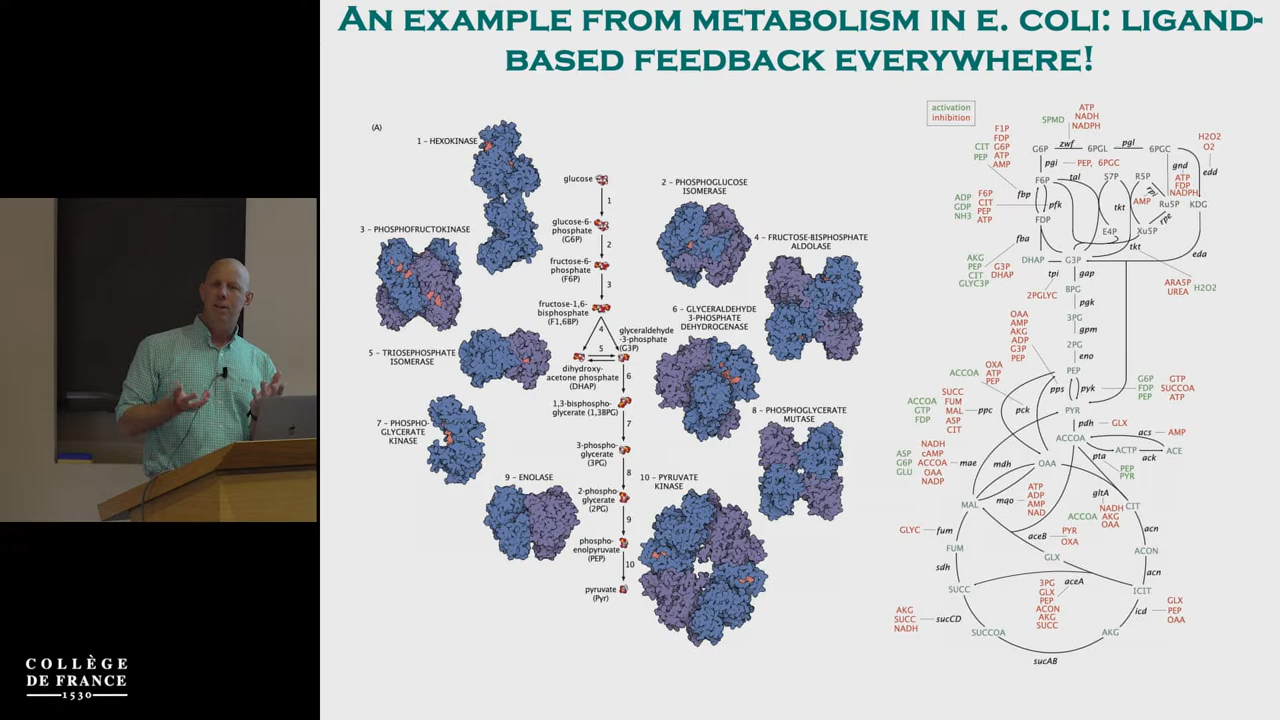 AN EXAMPLE FROM METABOLISM IN E. COLI: LIGAND-
BASED FEEDBACK EVERYWHERE!
(A)
1 – HEXOKINASE
glucose
1
glucose-6-
phosphate
(G6P)
2
fructose-6-
phosphate
(F6P)
3
fructose-1,6-
bisphosphate
(F1,6BP)
4
glyceraldehyde
-3-phosphate
(G3P)
5
dihydroxy-
acetone phosphate
(DHAP)
6
1,3-bisphospho-
glycerate (1,3BPG)
7
3-phospho-
glycerate
(3PG)
8
2-phospho
glycerate
(2PG)
9
phospho-
enolpyruvate
(PEP)
10
pyruvate
(Pyr)
2 – PHOSPHOGLUCOSE
ISOMERASE
3 – PHOSPHOFRUCTOKINASE
4 – FRUCTOSE-BISPHOSPHATE
ALDOLASE
5 – TRIOSEPHOSPHATE
ISOMERASE
6 – GLYCERALDEHYDE
3-PHOSPHATE
DEHYDROGENASE
7 – PHOSPHO-
GLYCERATE
KINASE
8 – PHOSPHOGLYCERATE
MUTASE
9 – ENOLASE
10 – PYRUVATE
KINASE
activation
inhibition
SPMD
ATP
NADH
NADPH
F1P
FDP
G6P
ATP
AMP
CIT
PEP
G6P
zwf
6PGL
pgl
6PGC
H2O2
O2
edd
gnd
ATP
FDP
NADPH
pgi
PEP, 6PGC
F6P
tal
S7P
R5P
rpi
AMP
Ru5P
KDG
fbp
pfk
ADP
GDP
NH3
F6P
CIT
PEP
ATP
FDP
tkt
rpe
E4P
Xu5P
tkt
fba
eda
AKG
PEP
CIT
GLYC3P
G3P
DHAP
DHAP
G3P
tpi
gap
2PGLYC
ARA5P
UREA
H2O2
BPG
pgk
3PG
gpm
2PG
eno
PEP
OAA
AMP
AKG
ADP
G3P
PEP
pps
pyk
G6P
FDP
PEP
GTP
SUCCOA
ATP
ACCOA
OXA
ATP
PEP
pck
ppc
ACCOA
GTP
FDP
SUCC
FUM
MAL
ASP
CIT
PYR
pdh
GLX
ACCOA
acs
AMP
ACTP
ack
ACE
pta
PEP
PYR
ASP
G6P
GLU
NADH
cAMP
ACCOA
OAA
NADP
mae
mdh
OAA
mqo
ATP
ADP
AMP
NAD
gltA
ACCOA
NADH
AKG
OAA
CIT
MAL
acn
GLYC
fum
FUM
aceB
PYR
OXA
GLX
ACON
acn
sdh
SUCC
aceA
3PG
GLX
PEP
ACON
AKG
SUCC
ICIT
icd
GLX
PEP
OAA
AKG
SUCC
NADH
sucCD
SUCCOA
AKG
sucAB
COLLÈGE
DE FRANCE
1530